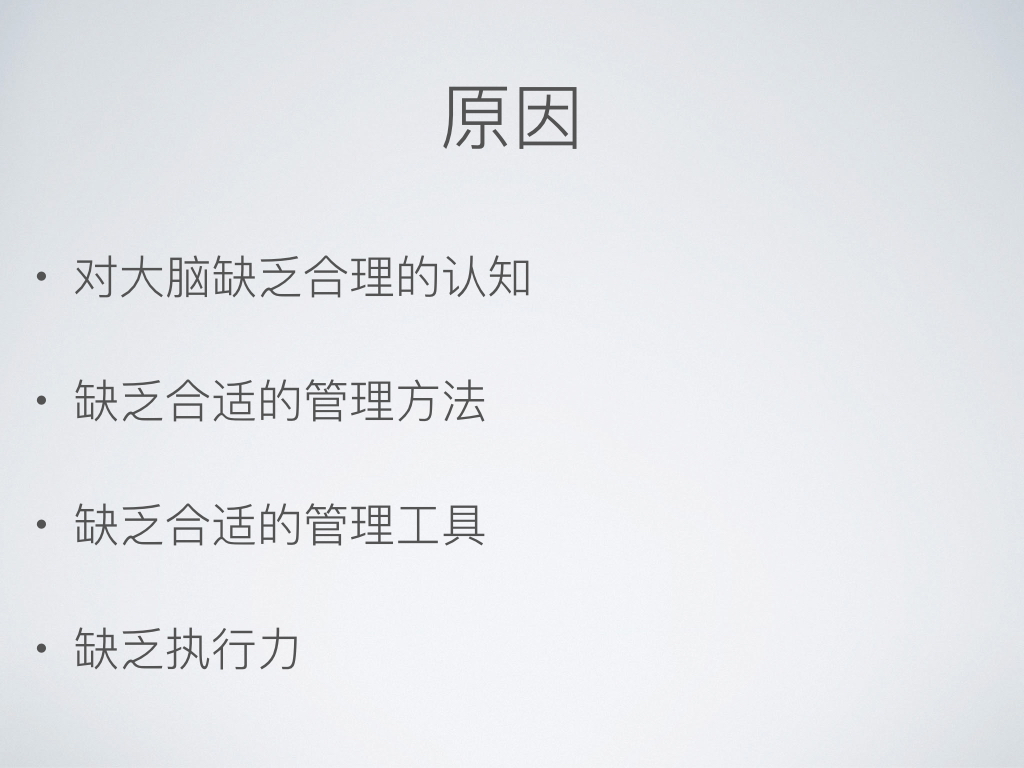 原因
• 对大脑缺乏合理的认知
• 缺乏合适的管理方法
• 缺乏合适的管理工具
• 缺乏执行力